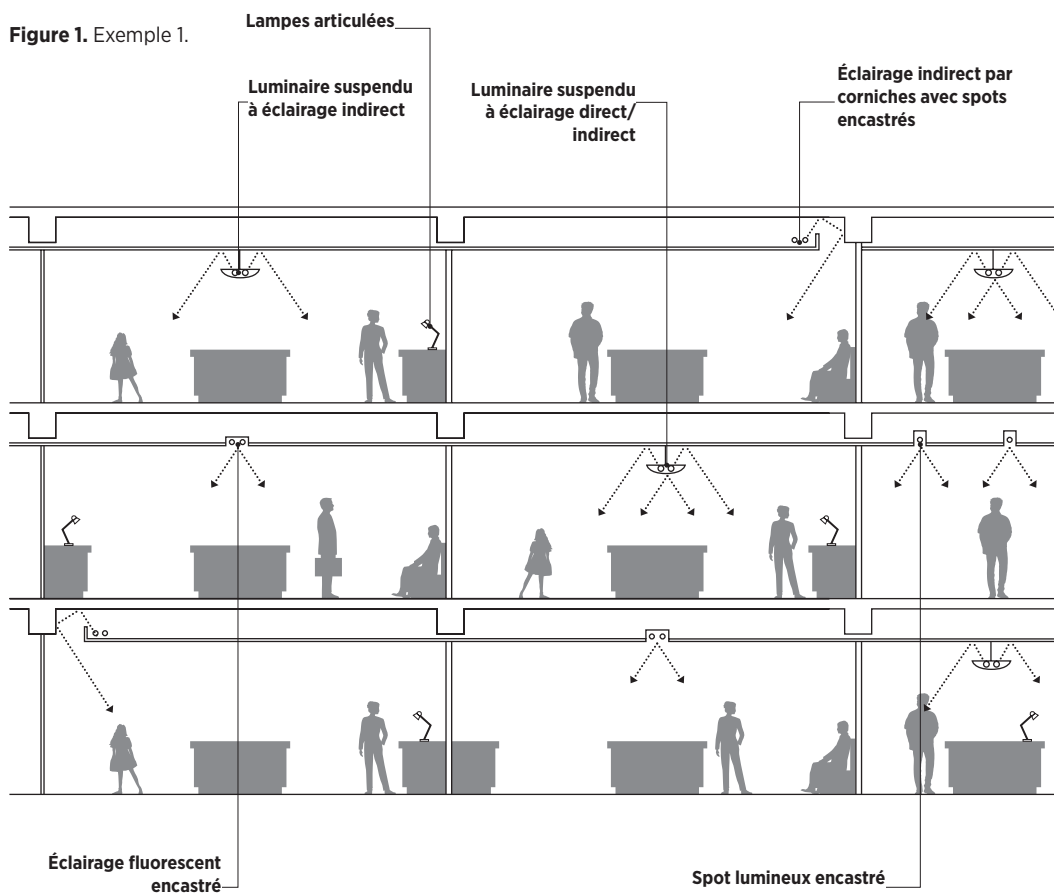 Figure 1. Exemple 1.
Lampes articulées
Luminaire suspendu
à éclairage indirect
Luminaire suspendu
à éclairage direct/
indirect
Éclairage indirect par
corniches avec spots
encastrés
Éclairage fluorescent
encastré
Spot lumineux encastré